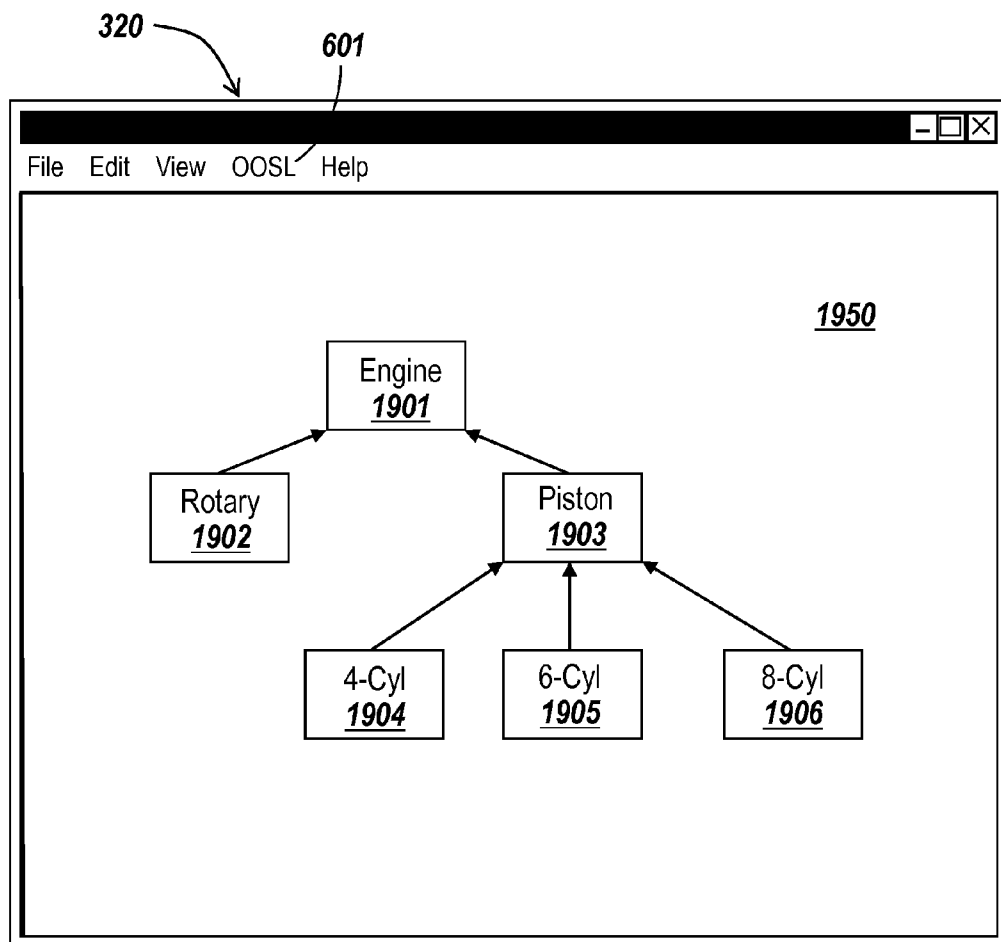 320
601
File Edit View OOSL Help
1950
Engine
1901
Rotary
1902
Piston
1903
4-Cyl
1904
6-Cyl
1905
8-Cyl
1906